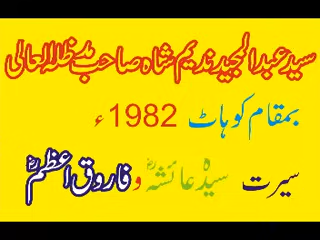 سید عبدالمجید ندیم شاہ صاحب مدظلہ العالی
بمقام کوہاٹ 1982ء
سیرت سیدہ عائشہؓ و فاروق اعظمؓ